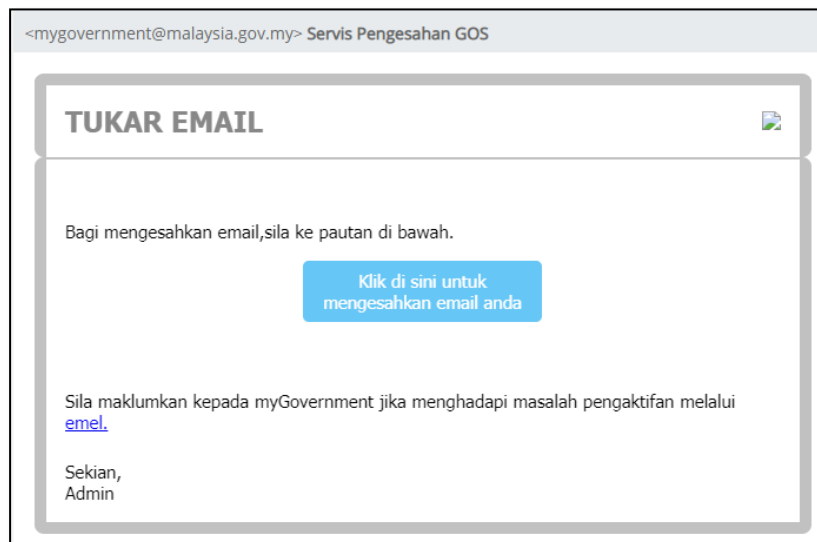 <mygovernment@malaysia.gov.my> Servis Pengesahan GOS
TUKAR EMAIL
Bagi mengesahkan email,sila ke pautan di bawah.
Klik di sini untuk
mengesahkan email anda
Sila maklumkan kepada myGovernment jika menghadapi masalah pengaktifan melalui
emel.
Sekian,
Admin